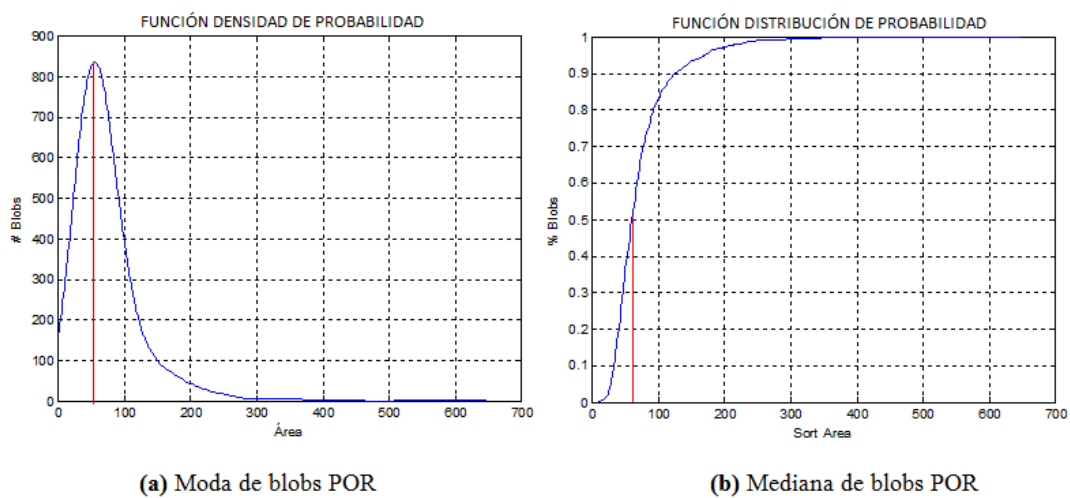 FUNCIÓN DENSIDAD DE PROBABILIDAD
900
800
700
600
500
400
300
200
100
0
# Blobs
0 100 200 300 400 500 600 700
Área
(a) Moda de blobs POR
FUNCIÓN DISTRIBUCIÓN DE PROBABILIDAD
1
0.9
0.8
0.7
0.6
0.5
0.4
0.3
0.2
0.1
0
% Blobs
0 100 200 300 400 500 600 700
Sort Area
(b) Mediana de blobs POR